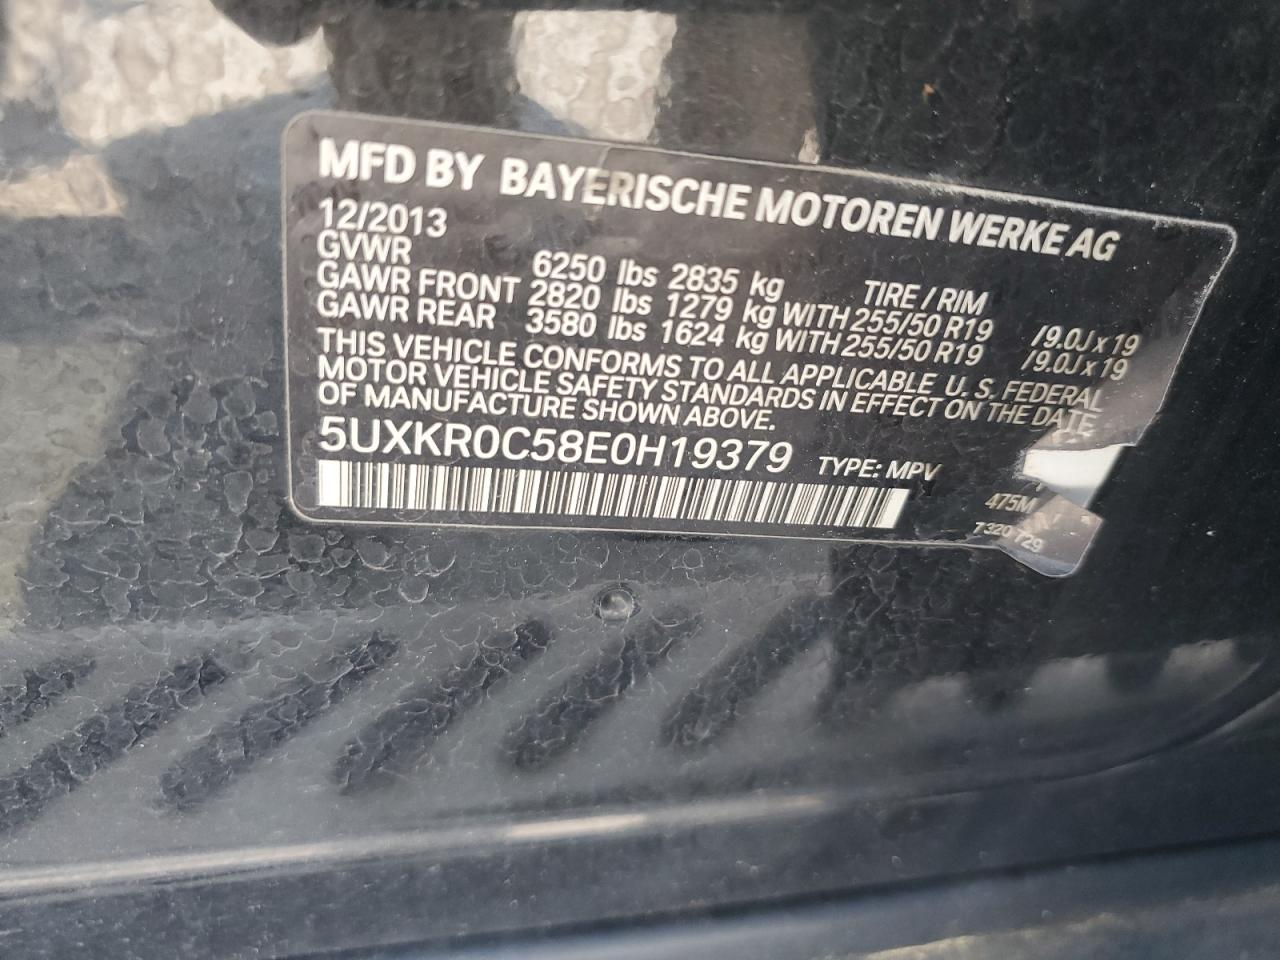 MFD BY BAYERISCHE MOTOREN WERKE AG
12/2013
GVWR 6250 lbs 2835 kg TIRE / RIM
GAWR FRONT 2820 lbs 1279 kg WITH 255/50 R19 /9.0J x 19
GAWR REAR 3580 lbs 1624 kg WITH 255/50 R19 /9.0J x 19
THIS VEHICLE CONFORMS TO ALL APPLICABLE U. S. FEDERAL
MOTOR VEHICLE SAFETY STANDARDS IN EFFECT ON THE DATE
OF MANUFACTURE SHOWN ABOVE.
5UXKR0C58E0H19379 TYPE: MPV
475M
7 320 729